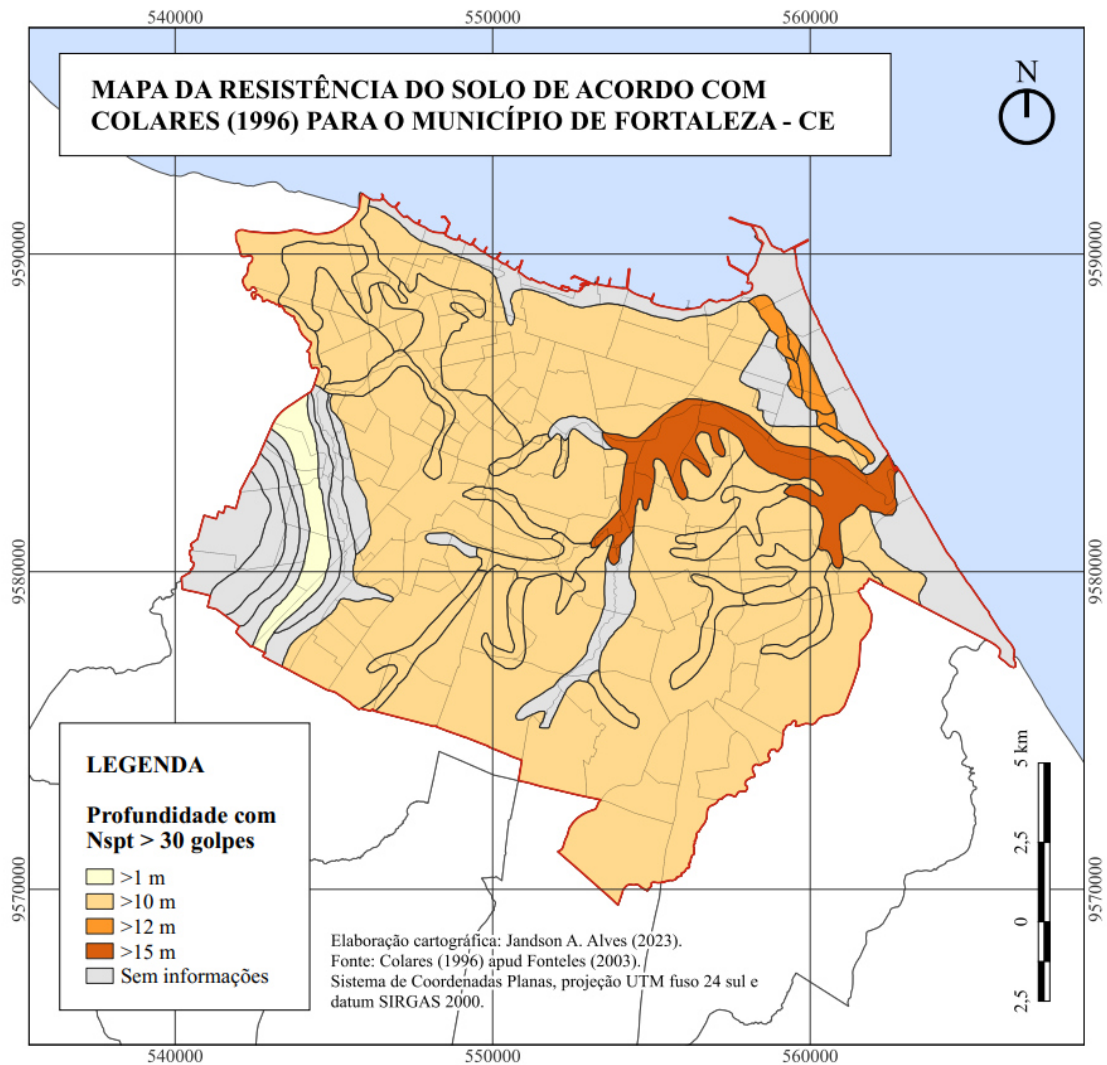 540000
550000
560000
MAPA DA RESISTÊNCIA DO SOLO DE ACORDO COM
COLARES (1996) PARA O MUNICÍPIO DE FORTALEZA - CE
N
9590000
9590000
9580000
9580000
9570000
9570000
LEGENDA
Profundidade com
Nspt > 30 golpes
>1 m
>10 m
>12 m
>15 m
Sem informações
Elaboração cartográfica: Jandson A. Alves (2023).
Fonte: Colares (1996) apud Fonteles (2003).
Sistema de Coordenadas Planas, projeção UTM fuso 24 sul e
datum SIRGAS 2000.
5 km
2,5
0
2,5
540000
550000
560000